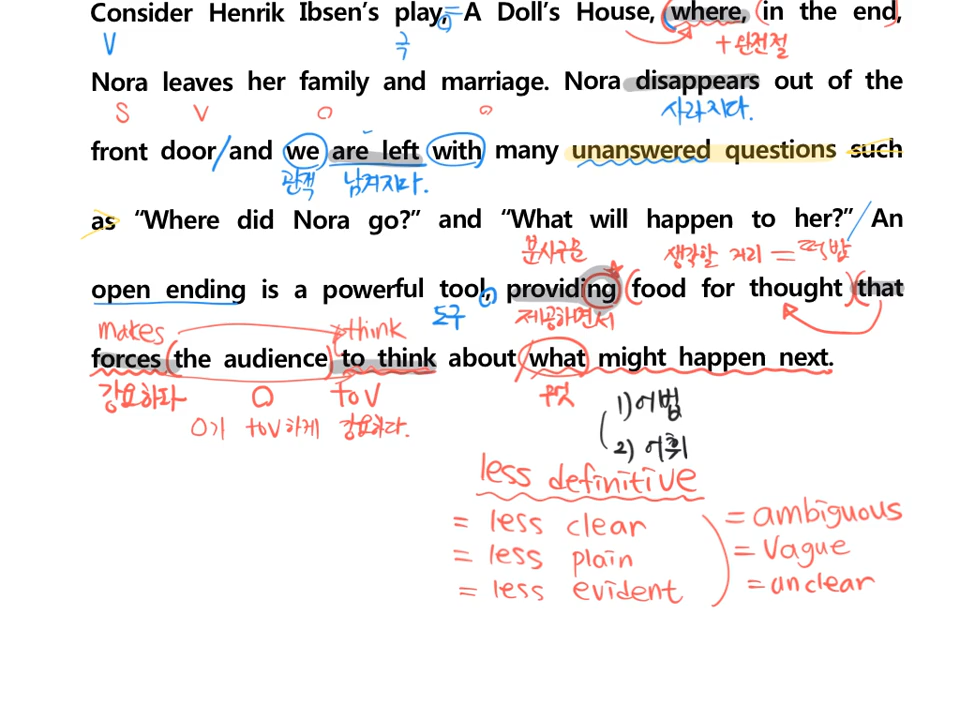 Consider Henrik Ibsen's play, A Doll's House, where, in the end,
V 극 + 완전절
Nora leaves her family and marriage. Nora disappears out of the
S V O O 사라지다.
front door / and we are left with many unanswered questions such
관객 남겨지다.
as "Where did Nora go?" and "What will happen to her?" / An
분사구문 생각할 거리 = 떡밥
open ending is a powerful tool, providing (food for thought) (that
도구 제공하면서
makes think
forces (the audience) to think about what might happen next.
강요하다 O to V 무엇
O가 toV하게 강요하다.
1) 어법
2) 어휘
less definitive
= less clear = ambiguous
= less plain = Vague
= less evident = unclear